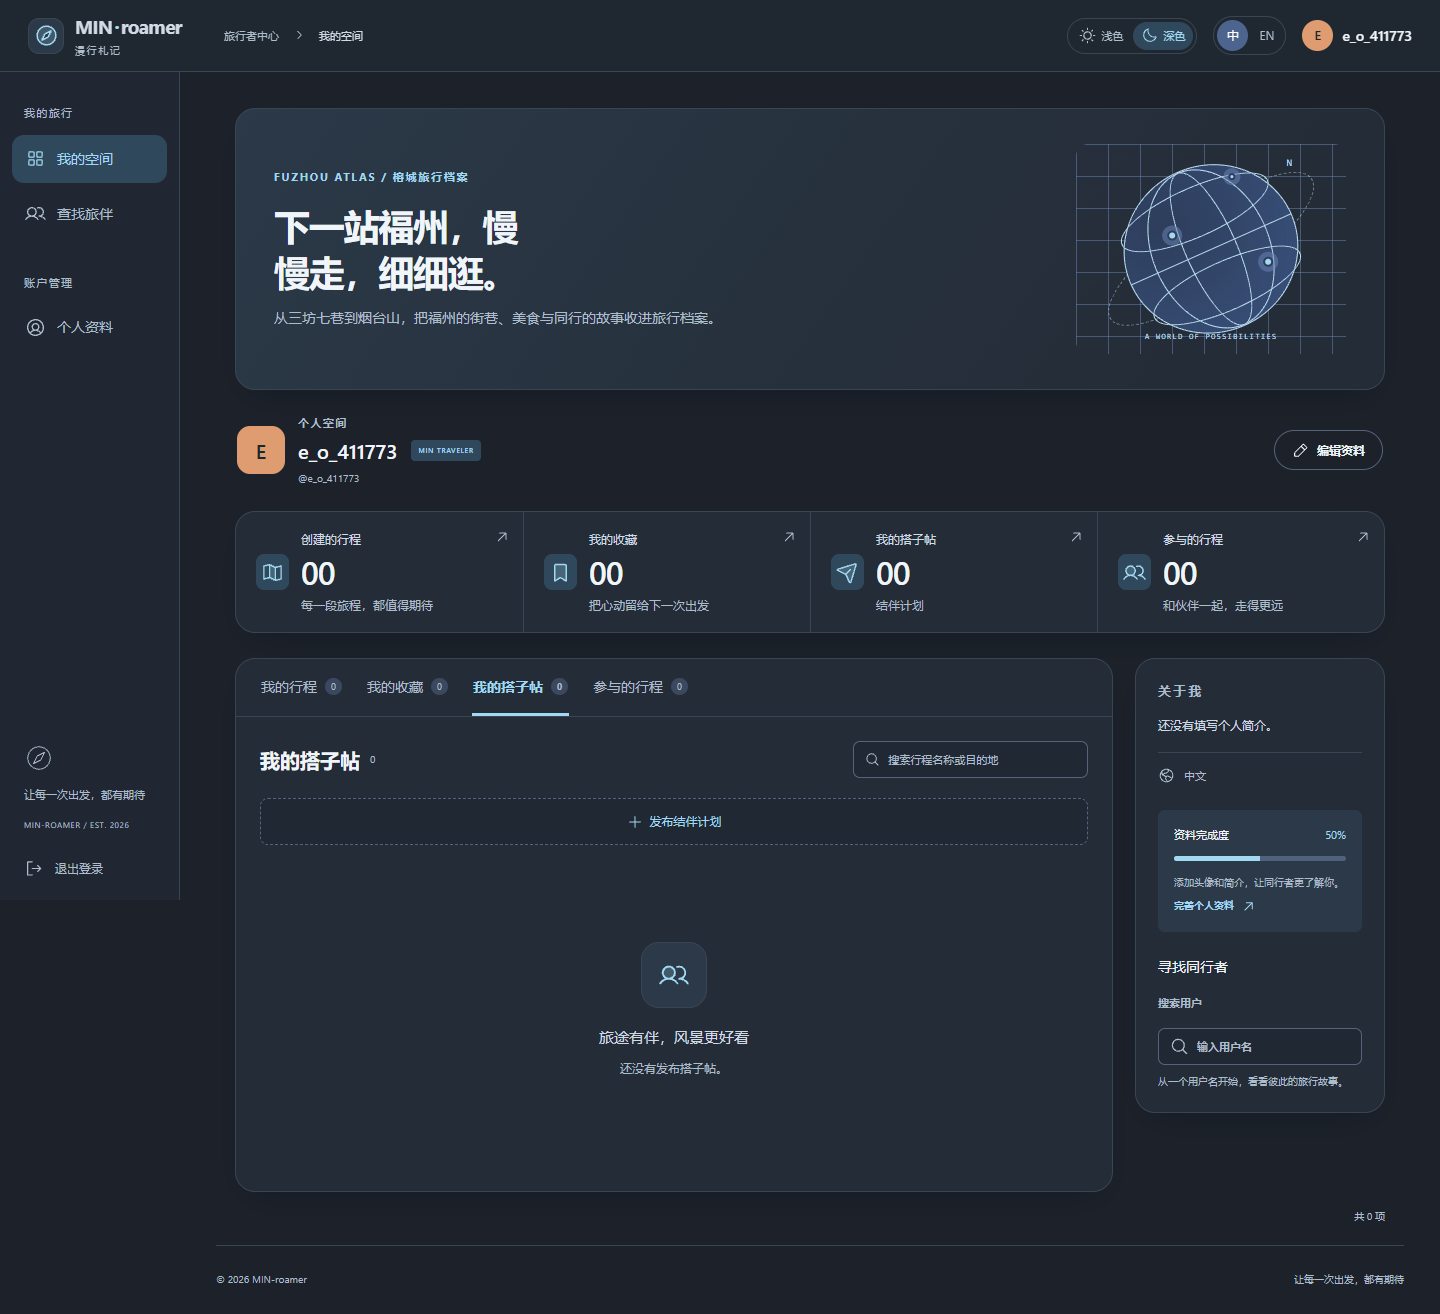 MIN·roamer
漫行札记
旅行者中心 > 我的空间
浅色 深色
中 EN
E e_o_411773
我的旅行
我的空间
查找旅伴
账户管理
个人资料
让每一次出发，都有期待
MIN-ROAMER / EST. 2026
退出登录
FUZHOU ATLAS / 榕城旅行档案
下一站福州，慢
慢走，细细逛。
从三坊七巷到烟台山，把福州的街巷、美食与同行的故事收进旅行档案。
N
A WORLD OF POSSIBILITIES
E
个人空间
e_o_411773 MIN TRAVELER
@e_o_411773
编辑资料
创建的行程
00
每一段旅程，都值得期待
我的收藏
00
把心动留给下一次出发
我的搭子帖
00
结伴计划
参与的行程
00
和伙伴一起，走得更远
我的行程 0 我的收藏 0 我的搭子帖 0 参与的行程 0
我的搭子帖 0
搜索行程名称或目的地
发布结伴计划
旅途有伴，风景更好看
还没有发布搭子帖。
关于我
还没有填写个人简介。
中文
资料完成度 50%
添加头像和简介，让同行者更了解你。
完善个人资料
寻找同行者
搜索用户
输入用户名
从一个用户名开始，看看彼此的旅行故事。
共 0 项
© 2026 MIN-roamer
让每一次出发，都有期待